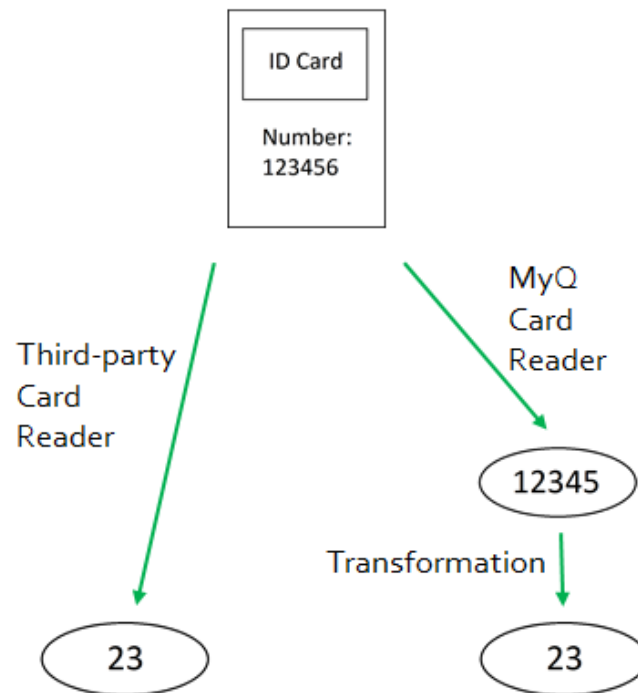 ID Card
Number:
123456
MyQ
Card
Reader
Third-party
Card
Reader
12345
Transformation
23
23